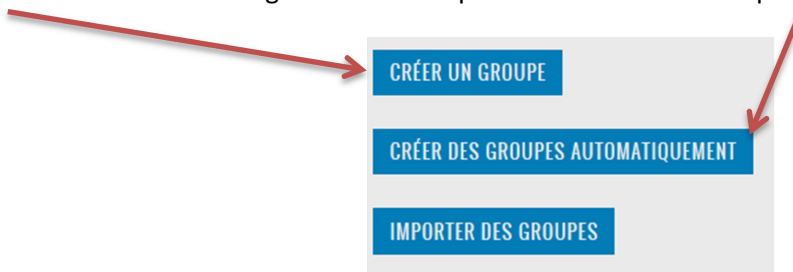 CRÉER UN GROUPE
CRÉER DES GROUPES AUTOMATIQUEMENT
IMPORTER DES GROUPES